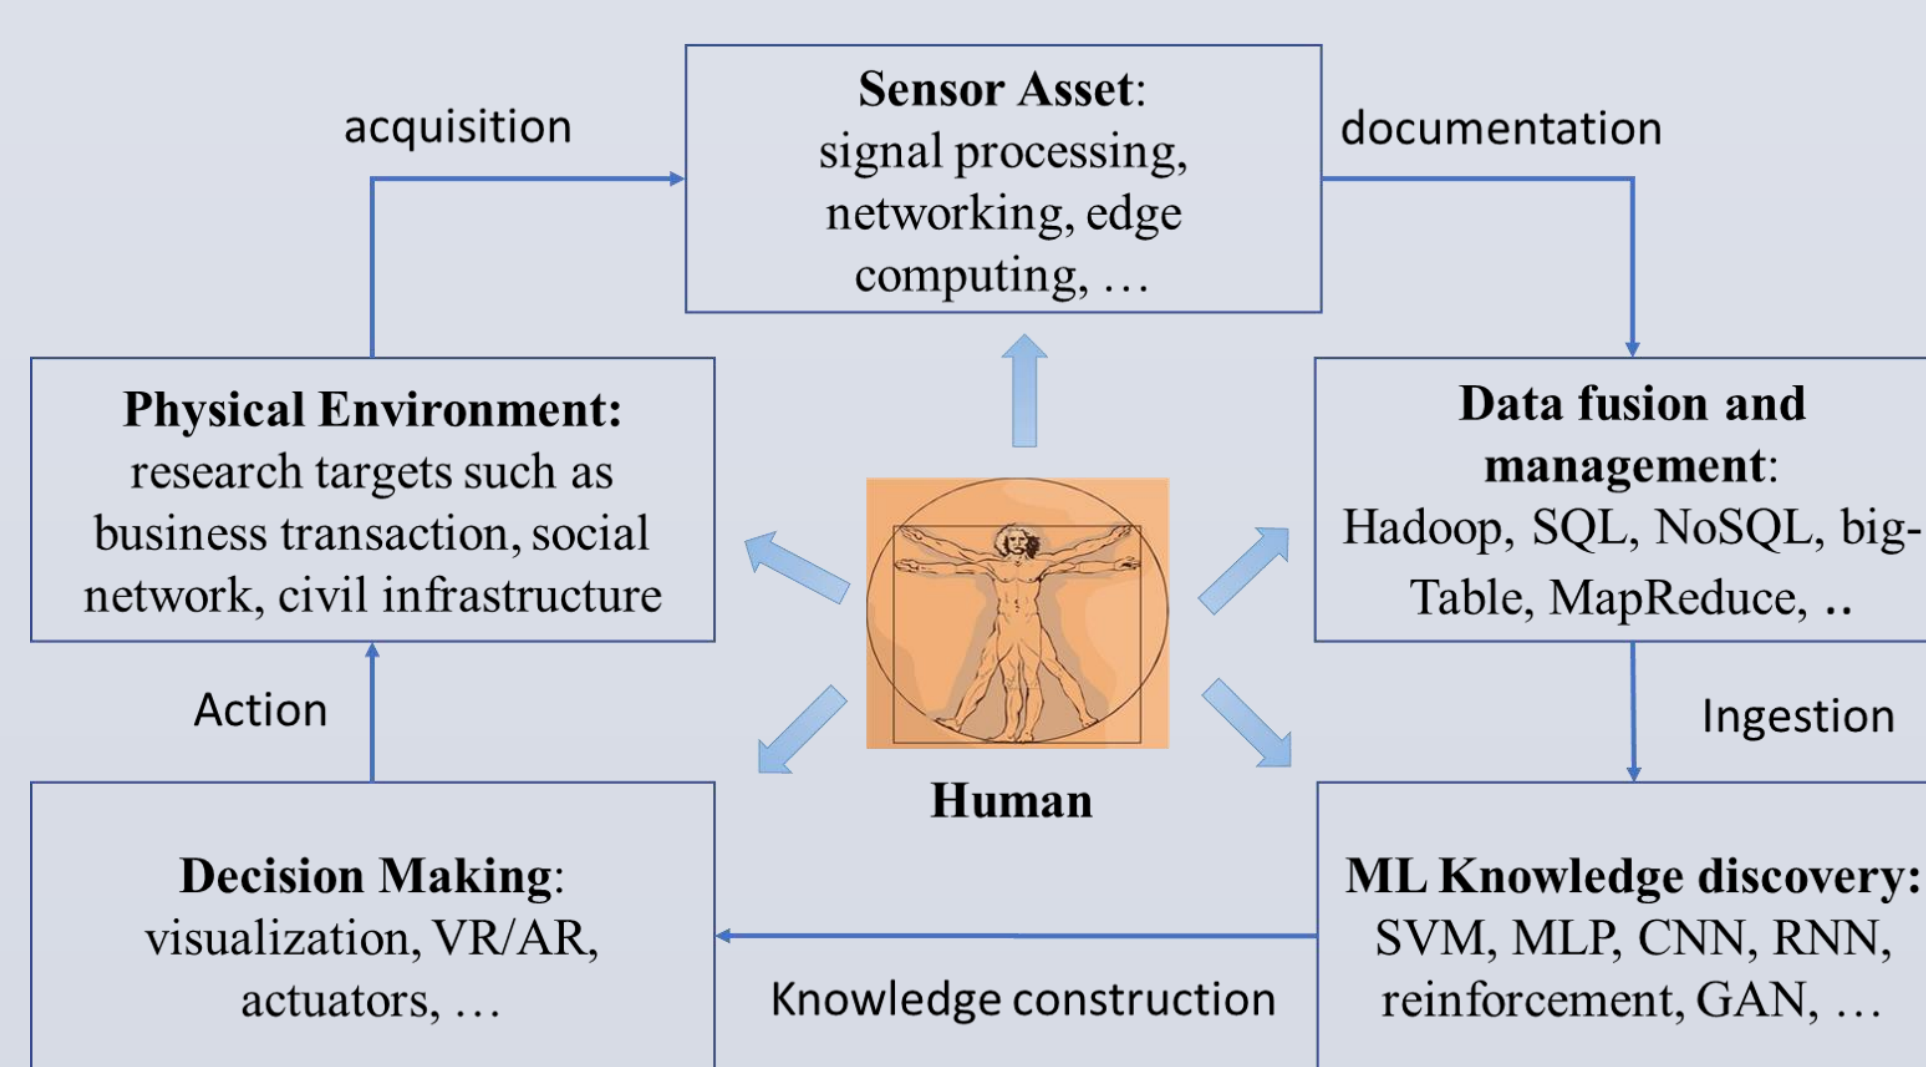 Sensor Asset:
signal processing,
networking, edge
computing, …
acquisition
documentation
Physical Environment:
research targets such as
business transaction, social
network, civil infrastructure
Data fusion and
management:
Hadoop, SQL, NoSQL, big-
Table, MapReduce, ..
Action
Ingestion
Human
Decision Making:
visualization, VR/AR,
actuators, …
Knowledge construction
ML Knowledge discovery:
SVM, MLP, CNN, RNN,
reinforcement, GAN, …